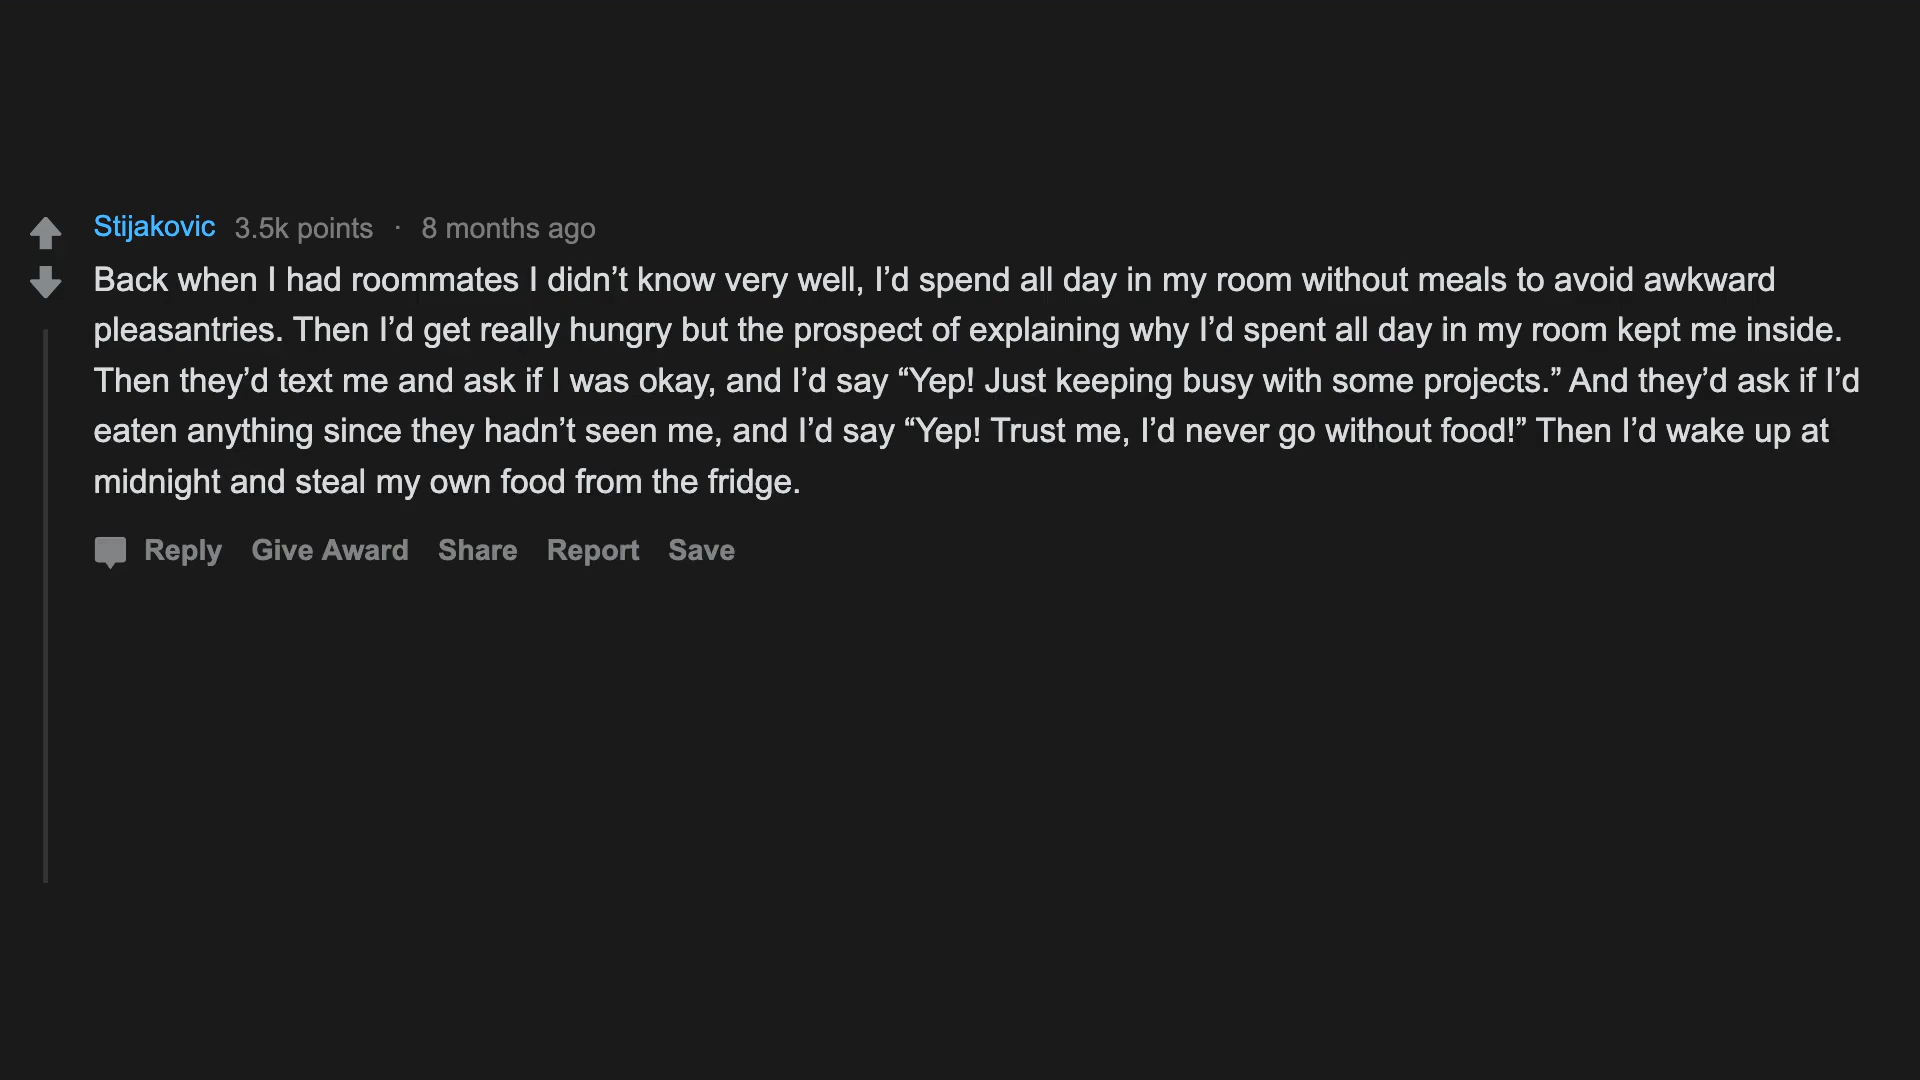 Stijakovic 3.5k points · 8 months ago
Back when I had roommates I didn’t know very well, I’d spend all day in my room without meals to avoid awkward
pleasantries. Then I’d get really hungry but the prospect of explaining why I’d spent all day in my room kept me inside.
Then they’d text me and ask if I was okay, and I’d say “Yep! Just keeping busy with some projects.” And they’d ask if I’d
eaten anything since they hadn’t seen me, and I’d say “Yep! Trust me, I’d never go without food!” Then I’d wake up at
midnight and steal my own food from the fridge.
Reply Give Award Share Report Save